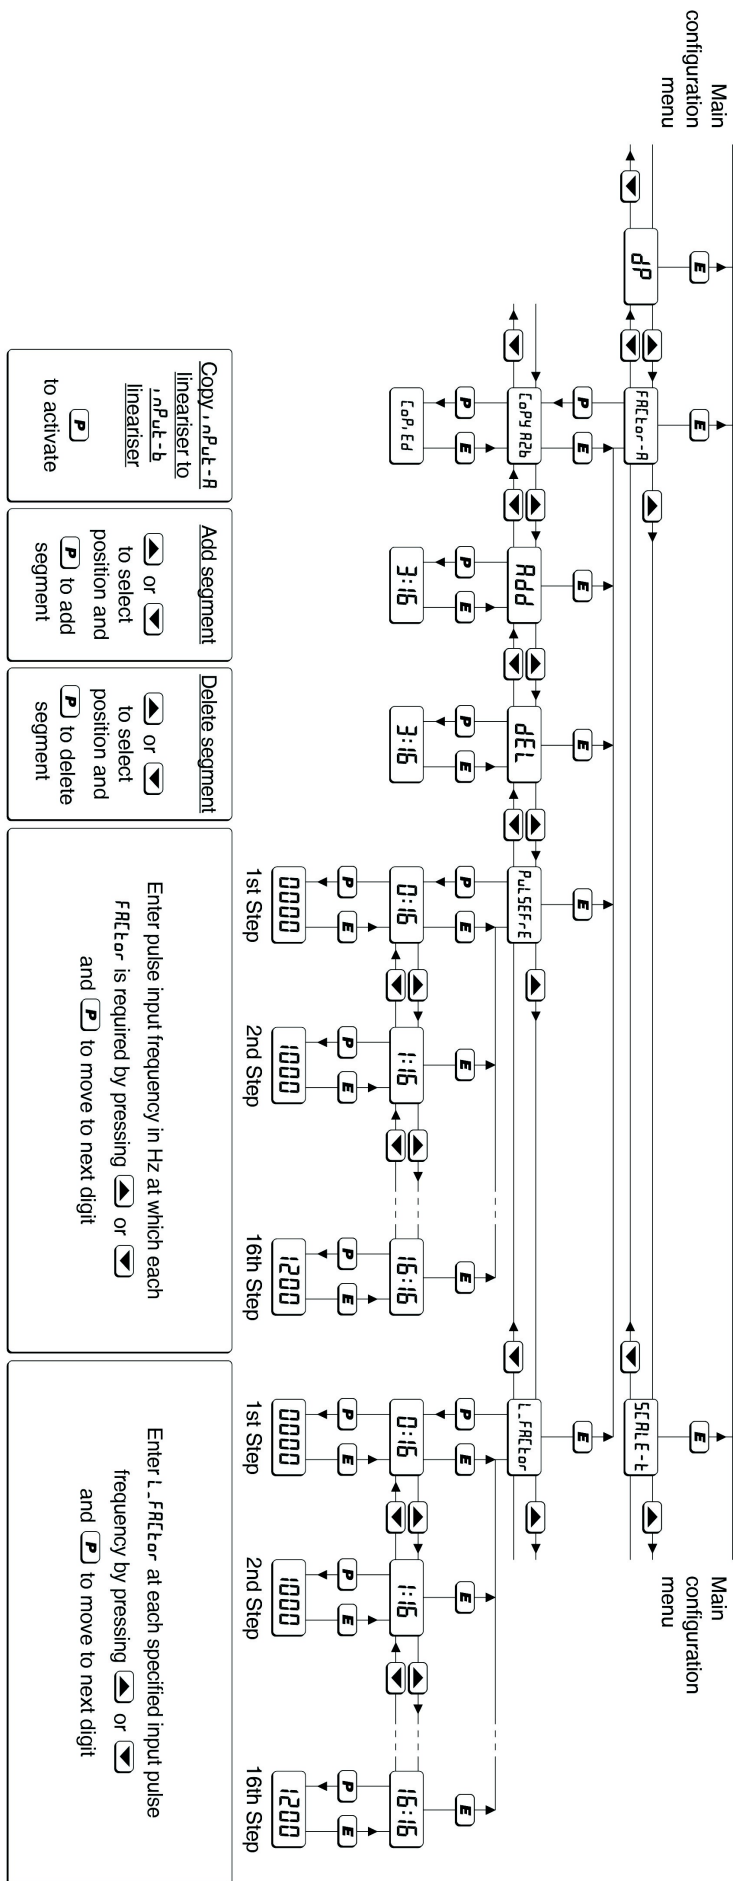 Main
configuration
menu
Main
configuration
menu
E
E
E
dP
FACtor-A
SCALE-t
P
E
E
E
E
E
CoPY A2b
Add
dEL
PuLSEFrE
L_FACtor
P
E
P
E
P
E
P
E
E
E
P
E
E
E
CoP,Ed
3:16
3:16
0:16
1:16
16:16
0:16
1:16
16:16
P
E
P
E
P
E
P
E
P
E
P
E
0000
1000
1200
0000
1000
1200
1st Step
2nd Step
16th Step
1st Step
2nd Step
16th Step
Copy ,nPut-A
lineariser to
,nPut-b
lineariser
P
to activate
Add segment
▲ or ▼
to select
position and
P to add
segment
Delete segment
▲ or ▼
to select
position and
P to delete
segment
Enter pulse input frequency in Hz at which each
FACtor is required by pressing ▲ or ▼
and P to move to next digit
Enter L_FACtor at each specified input pulse
frequency by pressing ▲ or ▼
and P to move to next digit